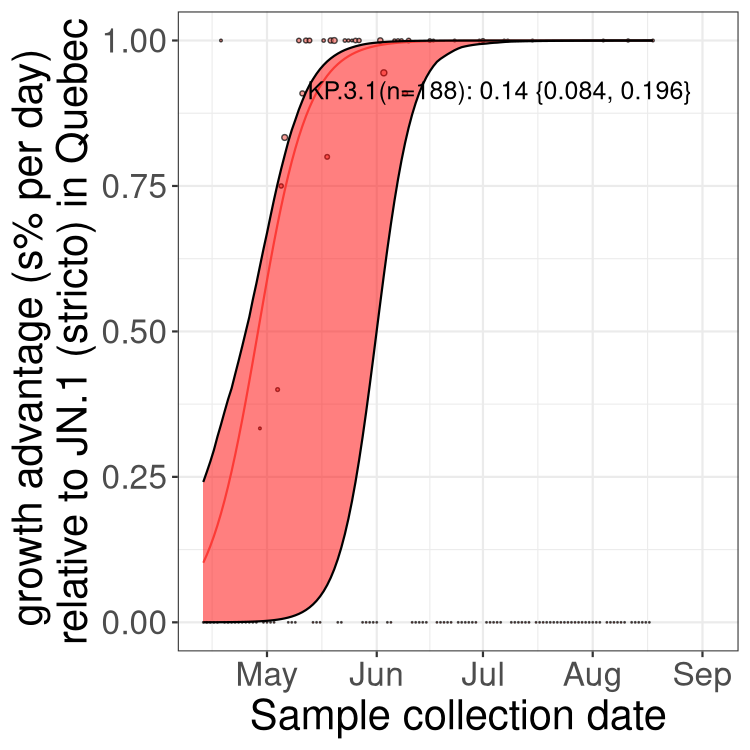 growth advantage (s% per day)
relative to JN.1 (stricto) in Quebec
1.00
0.75
0.50
0.25
0.00
KP.3.1(n=188): 0.14 {0.084, 0.196}
May Jun Jul Aug Sep
Sample collection date